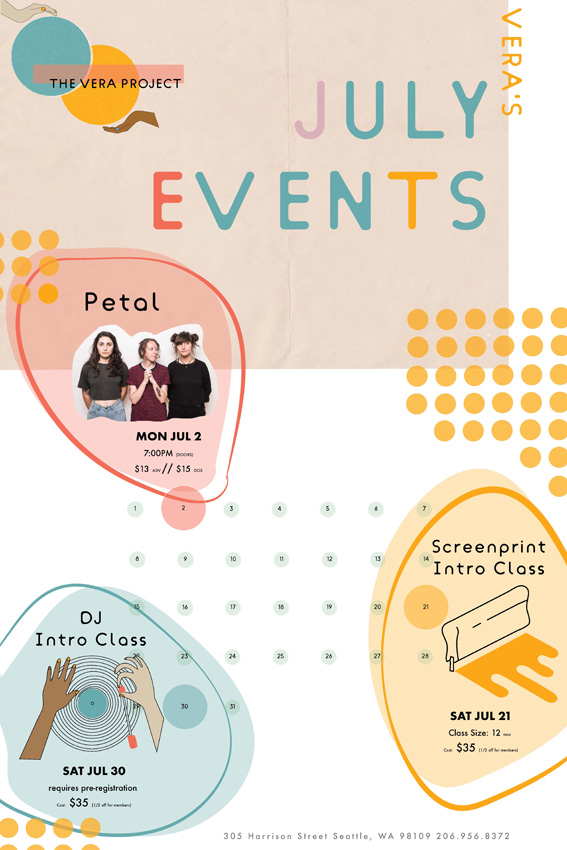 THE VERA PROJECT
VERA'S
JULY
EVENTS
Petal
MON JUL 2
7:00PM (DOORS)
$13 ADV // $15 DOS
1 2 3 4 5 6 7
8 9 10 11 12 13 14
15 16 17 18 19 20 21
23 24 25 26 27 28
29 30 31
Screenprint
Intro Class
SAT JUL 21
Class Size: 12 max
Cost: $35 (1/2 off for members)
DJ
Intro Class
SAT JUL 30
requires pre-registration
Cost: $35 (1/2 off for members)
305 Harrison Street Seattle, WA 98109 206.956.8372